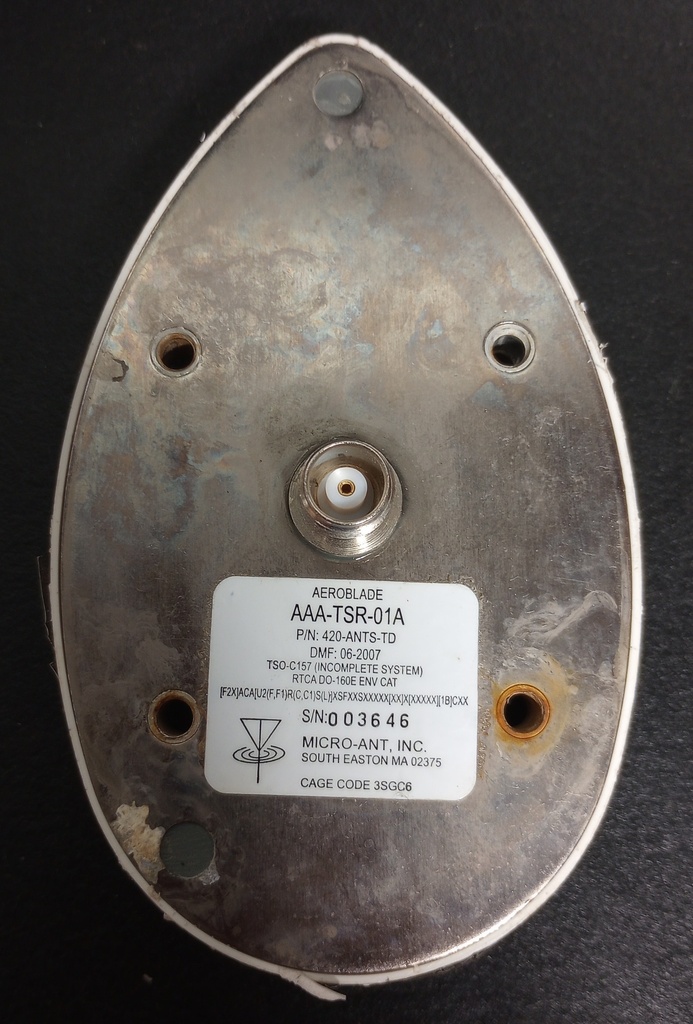 AEROBLADE
AAA-TSR-01A
P/N: 420-ANTS-TD
DMF: 06-2007
TSO-C157 (INCOMPLETE SYSTEM)
RTCA DO-160E ENV CAT
[F2X]ACA[U2(F,F1)R(C,C1)S(L)]XSFXXSXXXXX[XX]X[XXXXX][1B]CXX
S/N:003646
MICRO-ANT, INC.
SOUTH EASTON MA 02375
CAGE CODE 3SGC6